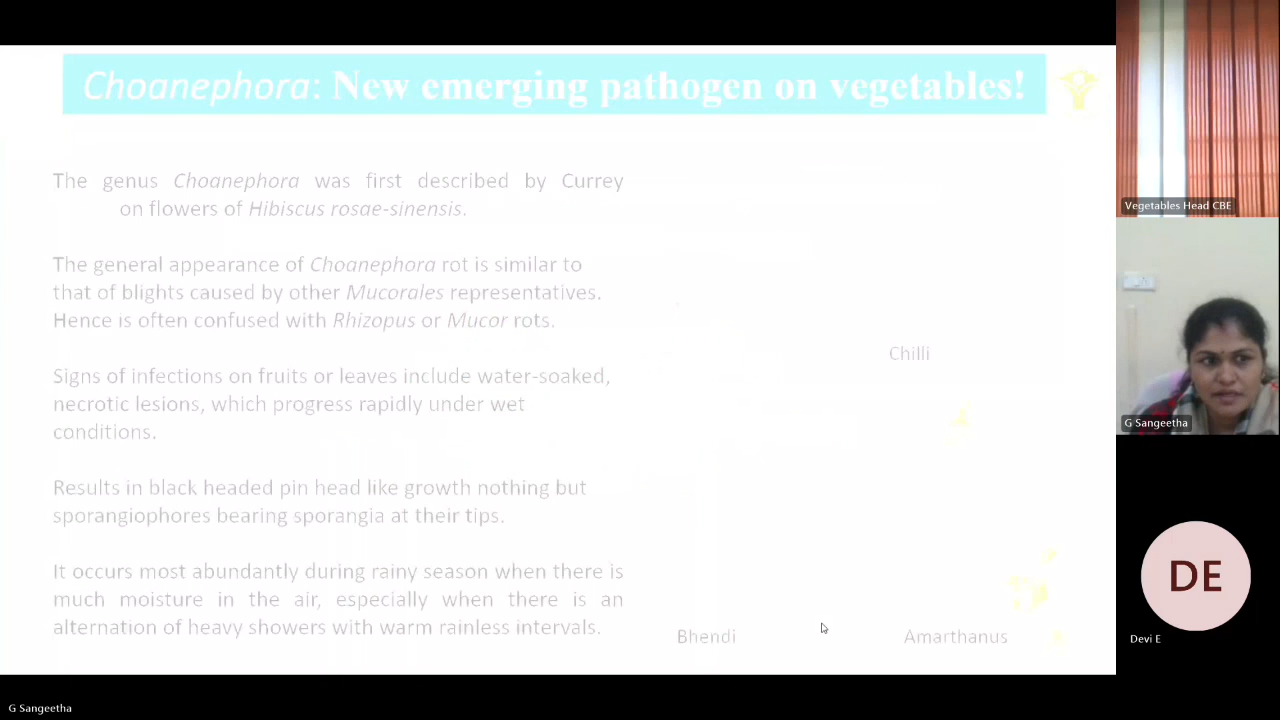 Choanephora: New emerging pathogen on vegetables!
The genus Choanephora was first described by Currey
on flowers of Hibiscus rosae-sinensis.
The general appearance of Choanephora rot is similar to
that of blights caused by other Mucorales representatives.
Hence is often confused with Rhizopus or Mucor rots.
Signs of infections on fruits or leaves include water-soaked,
necrotic lesions, which progress rapidly under wet
conditions.
Results in black headed pin head like growth nothing but
sporangiophores bearing sporangia at their tips.
It occurs most abundantly during rainy season when there is
much moisture in the air, especially when there is an
alternation of heavy showers with warm rainless intervals.
Chilli
Bhendi
Amarthanus
Vegetables Head CBE
G Sangeetha
DE
Devi E
G Sangeetha